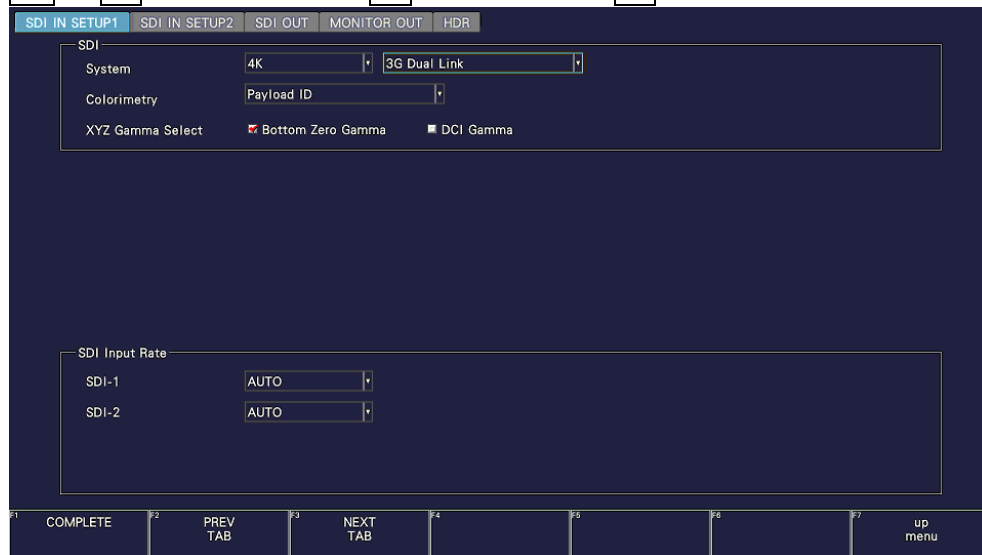 SDI IN SETUP1 SDI IN SETUP2 SDI OUT MONITOR OUT HDR
SDI
System 4K 3G Dual Link
Colorimetry Payload ID
XYZ Gamma Select Bottom Zero Gamma DCI Gamma
SDI Input Rate
SDI-1 AUTO
SDI-2 AUTO
F1 COMPLETE F2 PREV F3 NEXT F4 F5 F6 F7 up
TAB TAB menu